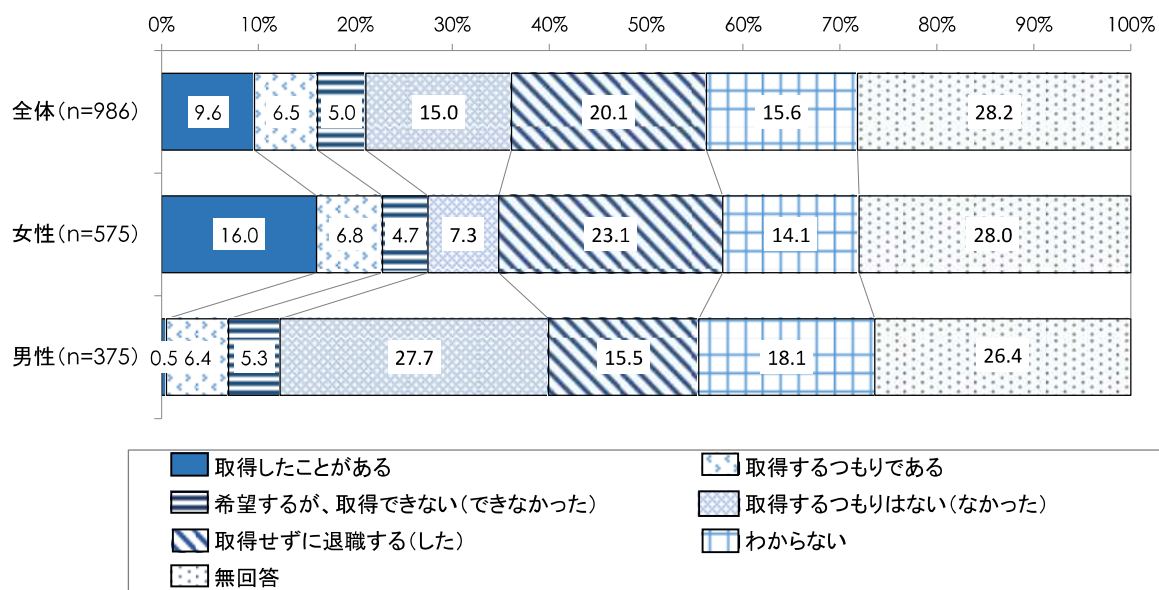 0% 10% 20% 30% 40% 50% 60% 70% 80% 90% 100%
全体(n=986) 9.6 6.5 5.0 15.0 20.1 15.6 28.2
女性(n=575) 16.0 6.8 4.7 7.3 23.1 14.1 28.0
男性(n=375) 0.5 6.4 5.3 27.7 15.5 18.1 26.4
取得したことがある 取得するつもりである
希望するが、取得できない(できなかった) 取得するつもりはない(なかった)
取得せずに退職する(した) わからない
無回答